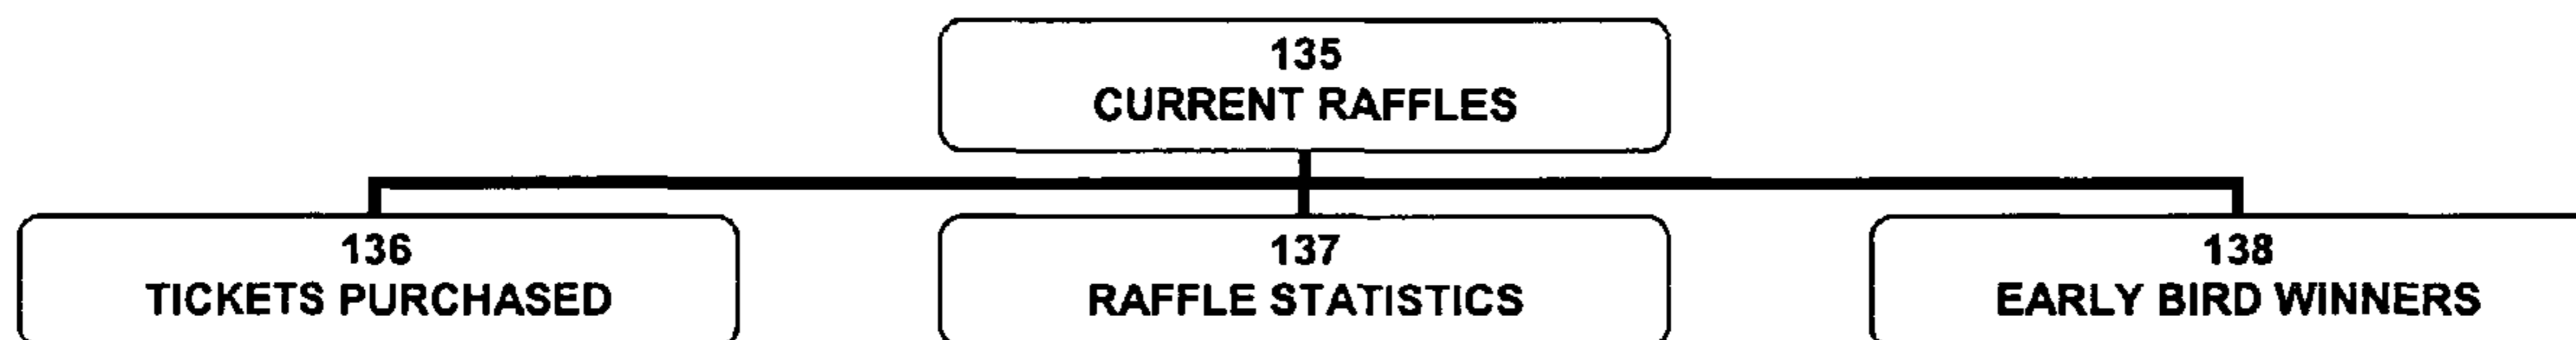 135
CURRENT RAFFLES
136
TICKETS PURCHASED
137
RAFFLE STATISTICS
138
EARLY BIRD WINNERS